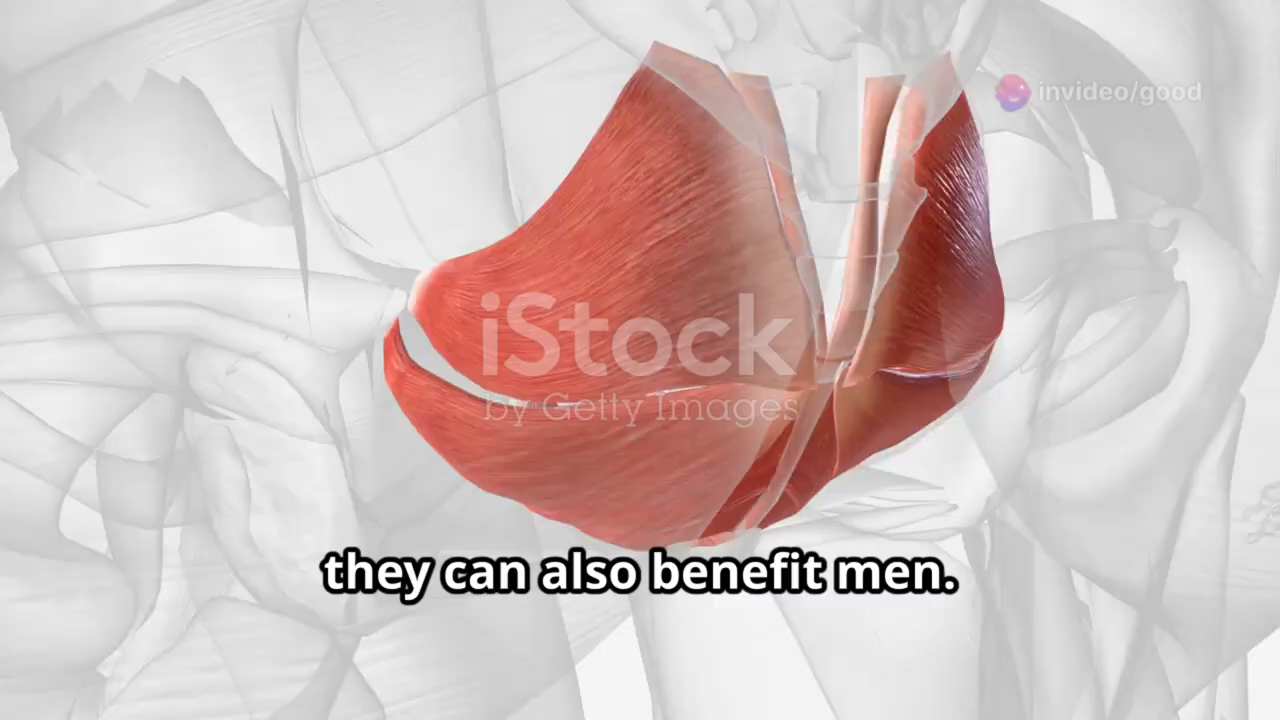 invideo/good
iStock
by Getty Images
they can also benefit men.